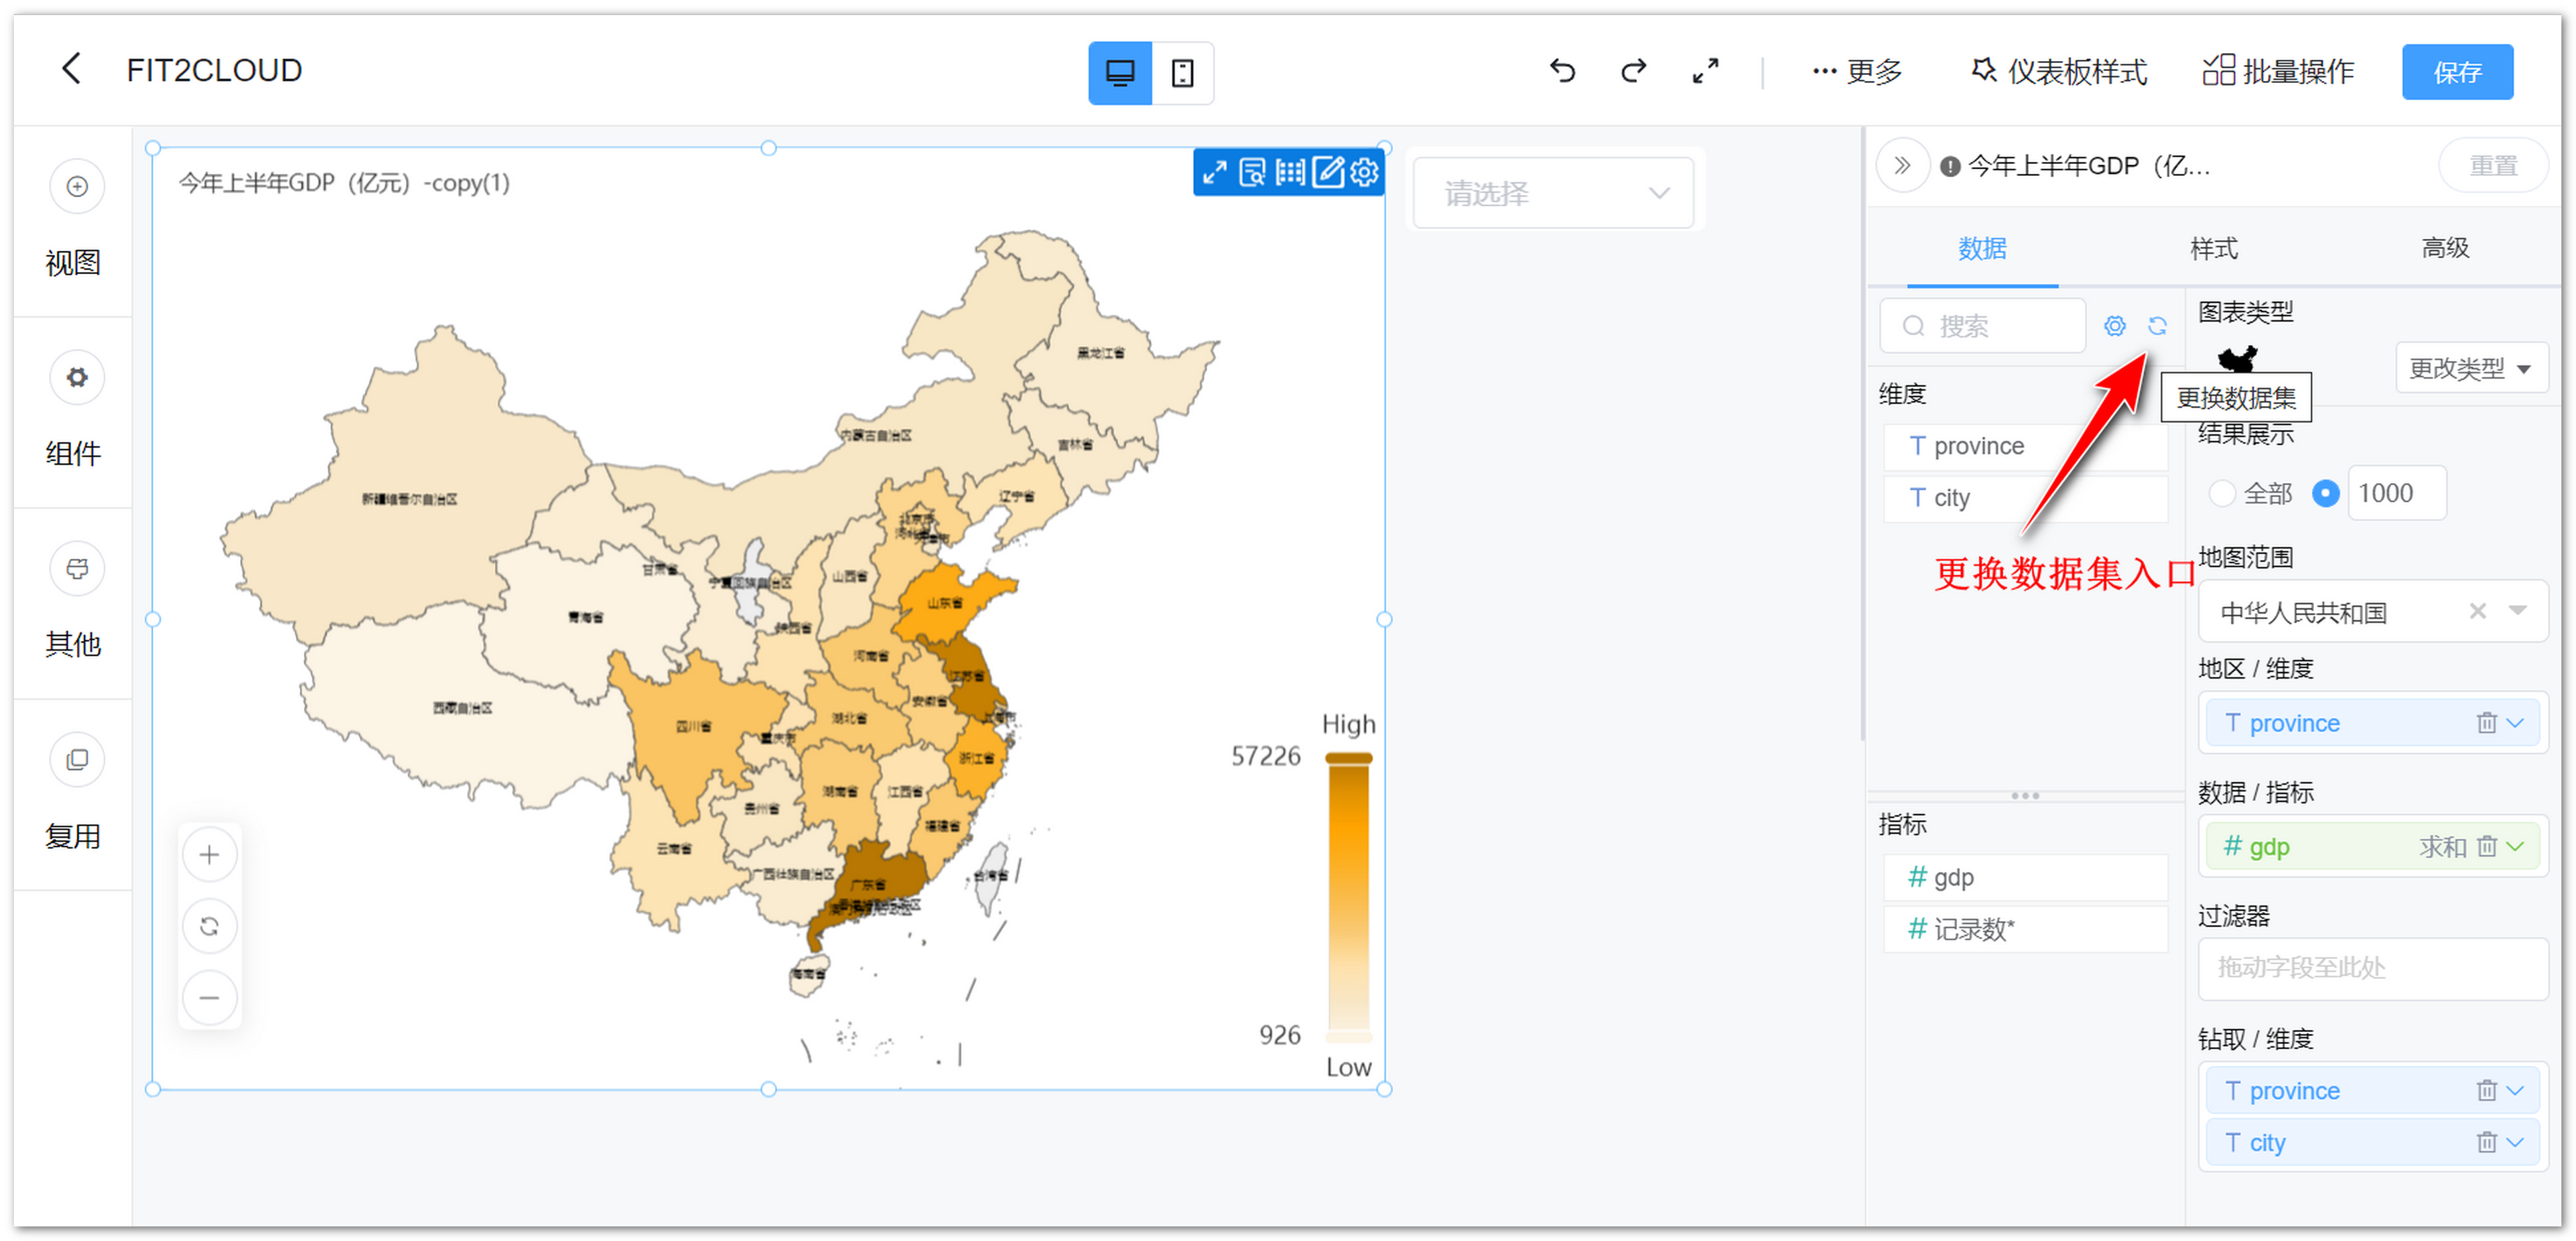 FIT2CLOUD
更多
仪表板样式
批量操作
保存
视图
组件
其他
复用
今年上半年GDP（亿元）-copy(1)
请选择
黑龙江省
内蒙古自治区
吉林省
新疆维吾尔自治区
辽宁省
北京市
甘肃省
宁夏回族自治区
山西省
青海省
山东省
陕西省
河南省
江苏省
西藏自治区
安徽省
四川省
湖北省
重庆市
浙江省
湖南省
江西省
贵州省
福建省
云南省
广西壮族自治区
广东省
台湾省
海南省
High
57226
926
Low
今年上半年GDP（亿...
重置
数据
样式
高级
搜索
维度
province
city
更换数据集入口
指标
gdp
记录数*
图表类型
更改类型
更换数据集
结果展示
全部
1000
地图范围
中华人民共和国
地区 / 维度
province
数据 / 指标
gdp 求和
过滤器
拖动字段至此处
钻取 / 维度
province
city